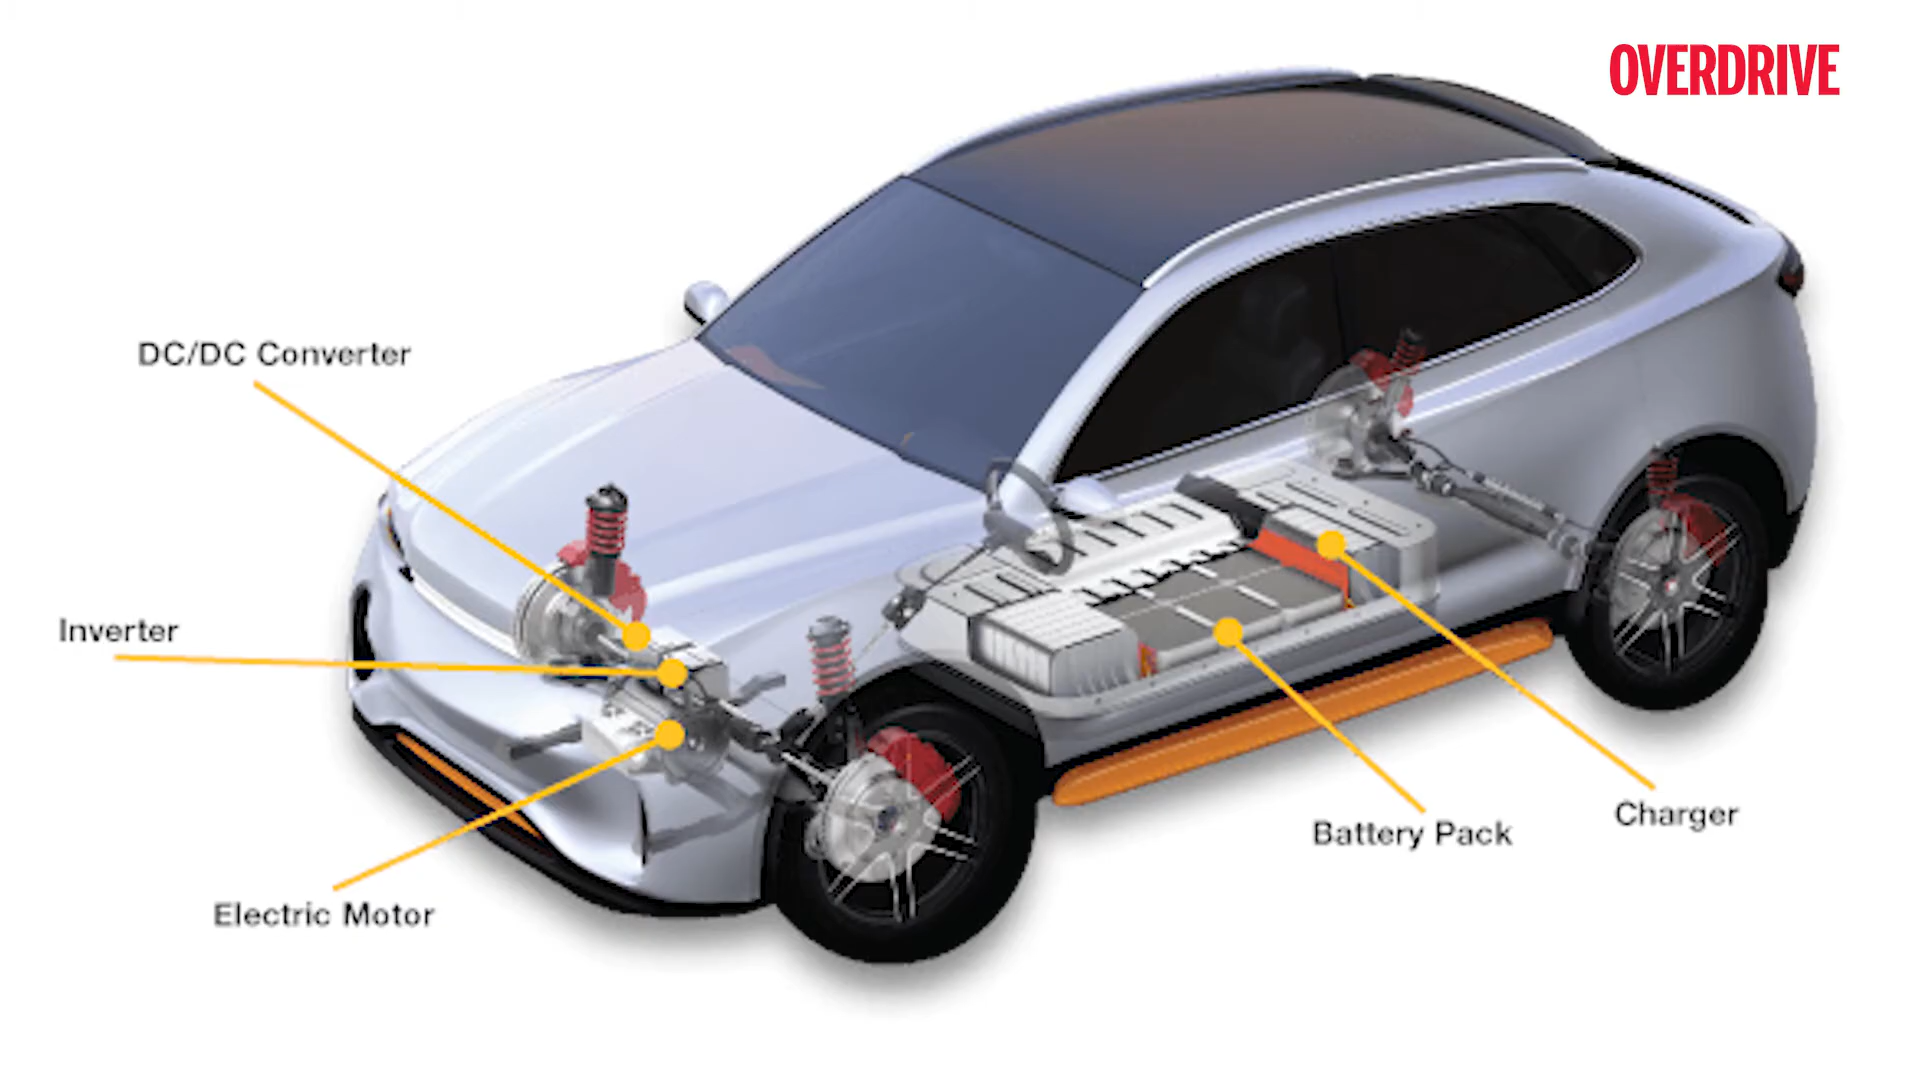 OVERDRIVE
DC/DC Converter
Inverter
Electric Motor
Battery Pack
Charger